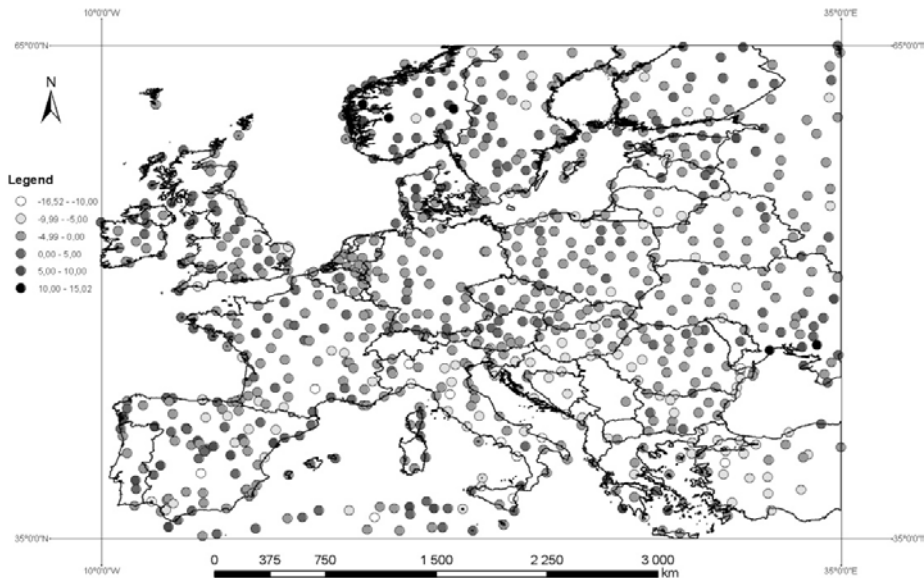 10°0'0"W 35°0'0"E
65°0'0"N -65°0'0"N
N
Legend
-16,52 - -10,00
-9,99 - -5,00
-4,99 - 0,00
0,00 - 5,00
5,00 - 10,00
10,00 - 15,02
35°0'0"N -35°0'0"N
10°0'0"W 35°0'0"E
0 375 750 1 500 2 250 3 000
km